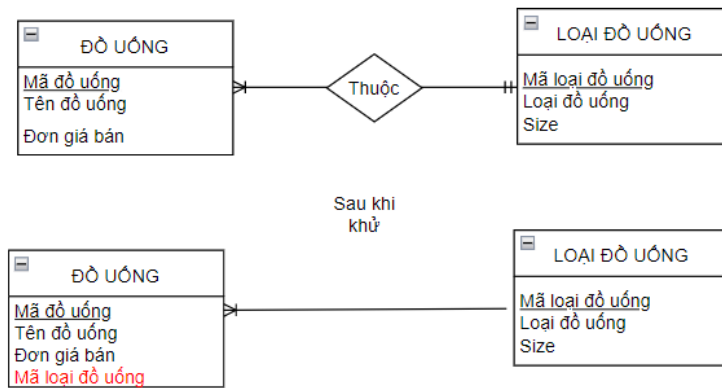 ĐỒ UỐNG
Mã đồ uống
Tên đồ uống
Đơn giá bán
Thuộc
LOẠI ĐỒ UỐNG
Mã loại đồ uống
Loại đồ uống
Size
Sau khi
khử
ĐỒ UỐNG
Mã đồ uống
Tên đồ uống
Đơn giá bán
Mã loại đồ uống
LOẠI ĐỒ UỐNG
Mã loại đồ uống
Loại đồ uống
Size